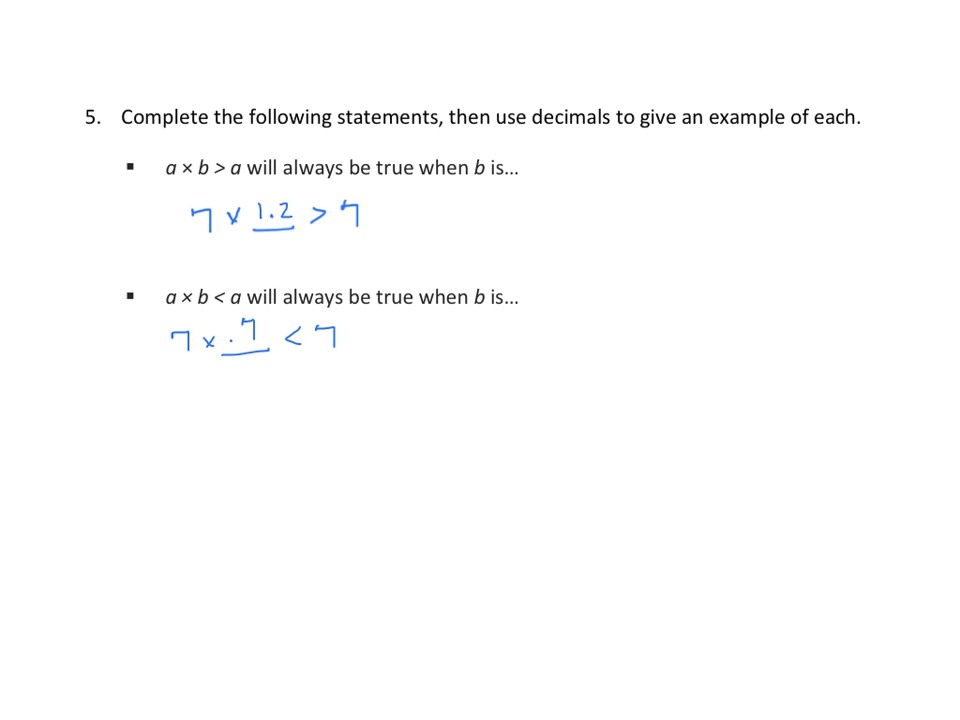 5. Complete the following statements, then use decimals to give an example of each.
▪ a × b > a will always be true when b is...
7 x 1.2 > 7
▪ a × b < a will always be true when b is...
7 x .7 < 7